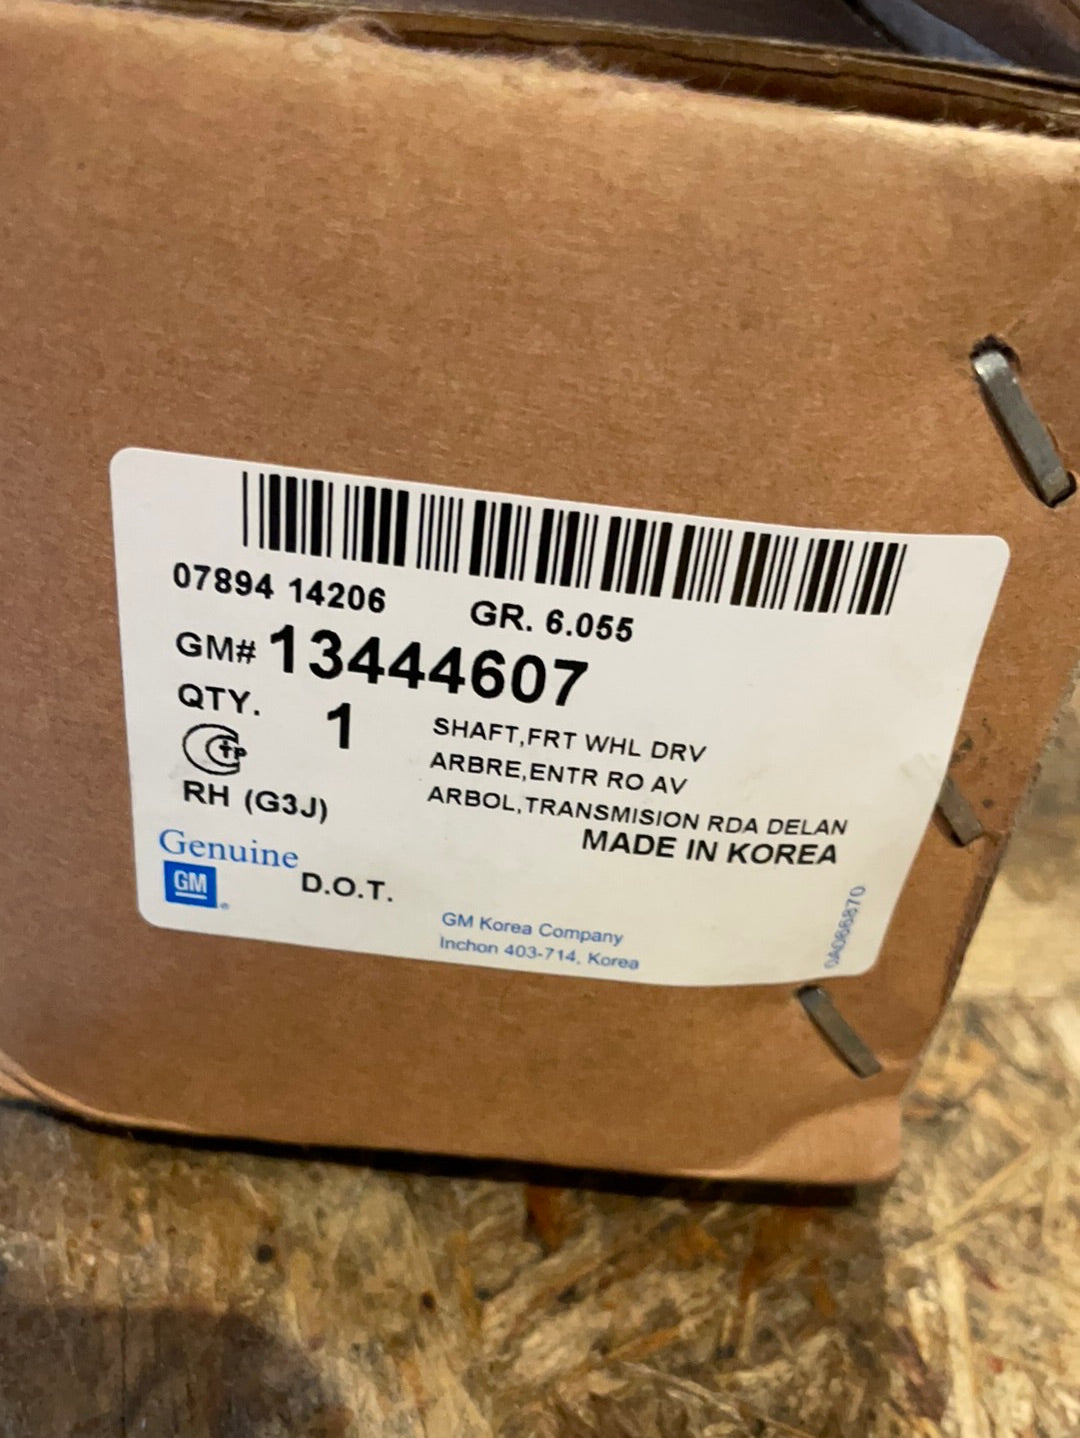 07894 14206 GR. 6.055
GM# 13444607
QTY. 1
SHAFT,FRT WHL DRV
ARBRE,ENTR RO AV
ARBOL,TRANSMISION RDA DELAN
MADE IN KOREA
RH (G3J)
Genuine
GM
D.O.T.
GM Korea Company
Inchon 403-714, Korea